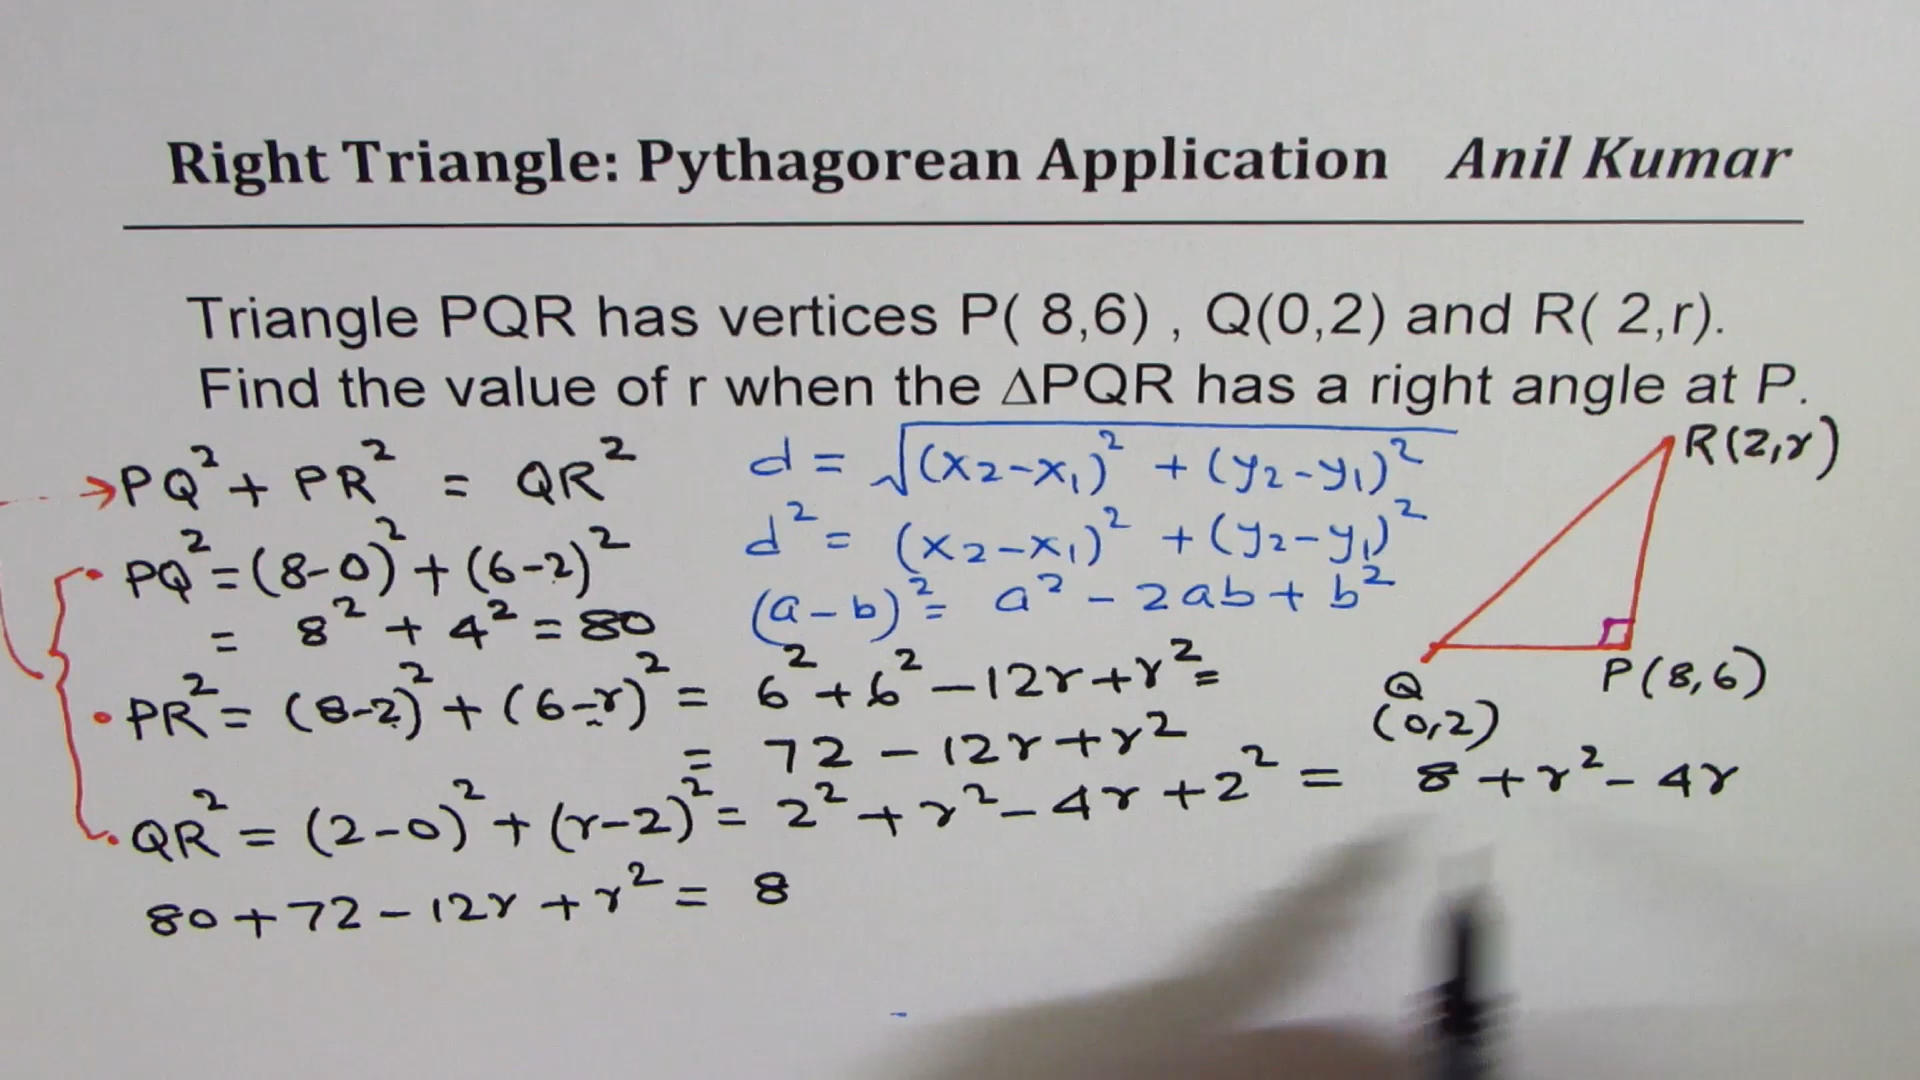 Right Triangle: Pythagorean Application Anil Kumar
Triangle PQR has vertices P( 8,6) , Q(0,2) and R( 2,r).
Find the value of r when the ΔPQR has a right angle at P.
PQ² + PR² = QR²
PQ² = (8-0)² + (6-2)²
= 8² + 4² = 80
PR² = (8-2)² + (6-r)² = 6² + 6² - 12r + r² =
= 72 - 12r + r²
QR² = (2-0)² + (r-2)² = 2² + r² - 4r + 2² = 8 + r² - 4r
80 + 72 - 12r + r² = 8
d = √(x₂-x₁)² + (y₂-y₁)²
d² = (x₂-x₁)² + (y₂-y₁)²
(a-b)² = a² - 2ab + b²
R(2,r)
Q
(0,2)
P(8,6)